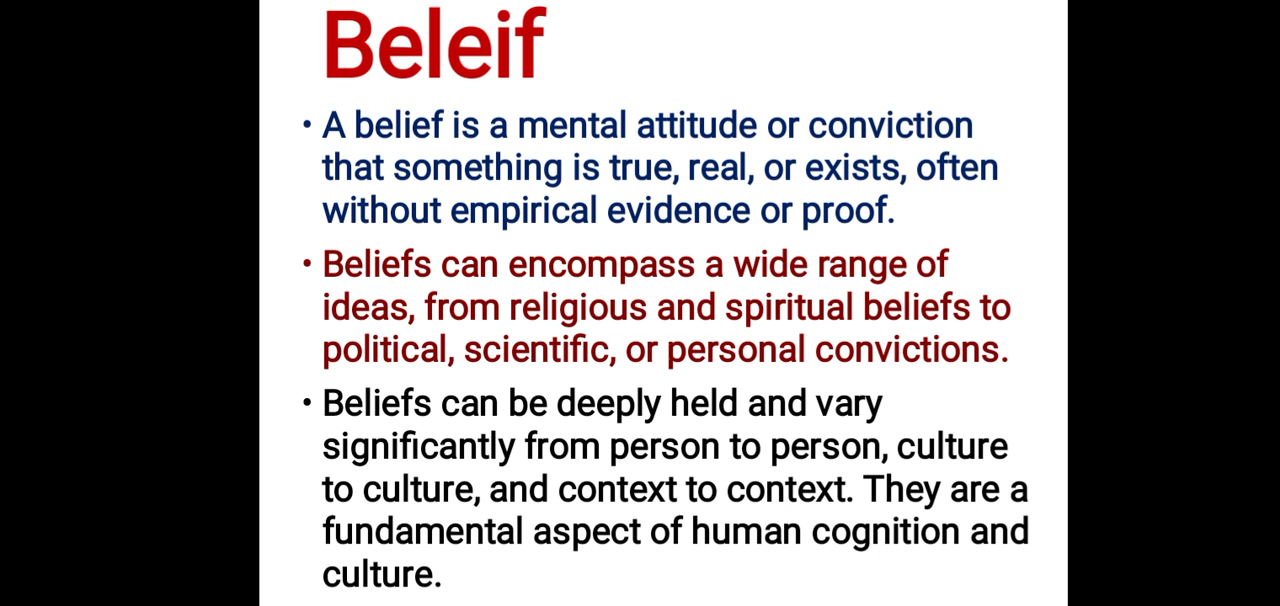 Beleif
• A belief is a mental attitude or conviction
that something is true, real, or exists, often
without empirical evidence or proof.
• Beliefs can encompass a wide range of
ideas, from religious and spiritual beliefs to
political, scientific, or personal convictions.
• Beliefs can be deeply held and vary
significantly from person to person, culture
to culture, and context to context. They are a
fundamental aspect of human cognition and
culture.